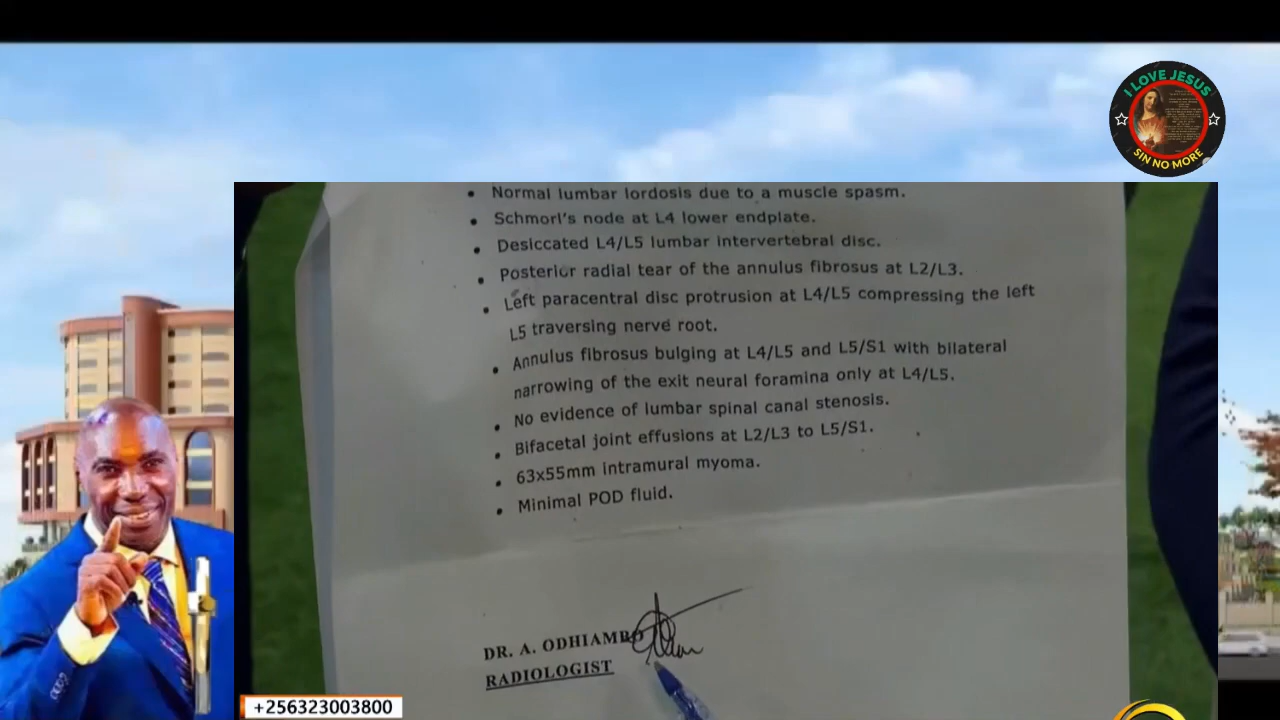 I LOVE JESUS
SIN NO MORE
• Normal lumbar lordosis due to a muscle spasm.
• Schmorl's node at L4 lower endplate.
• Desiccated L4/L5 lumbar intervertebral disc.
• Posterior radial tear of the annulus fibrosus at L2/L3.
• Left paracentral disc protrusion at L4/L5 compressing the left
L5 traversing nerve root.
• Annulus fibrosus bulging at L4/L5 and L5/S1 with bilateral
narrowing of the exit neural foramina only at L4/L5.
• No evidence of lumbar spinal canal stenosis.
• Bifacetal joint effusions at L2/L3 to L5/S1.
• 63x55mm intramural myoma.
• Minimal POD fluid.
DR. A. ODHIAMBO
RADIOLOGIST
+256323003800